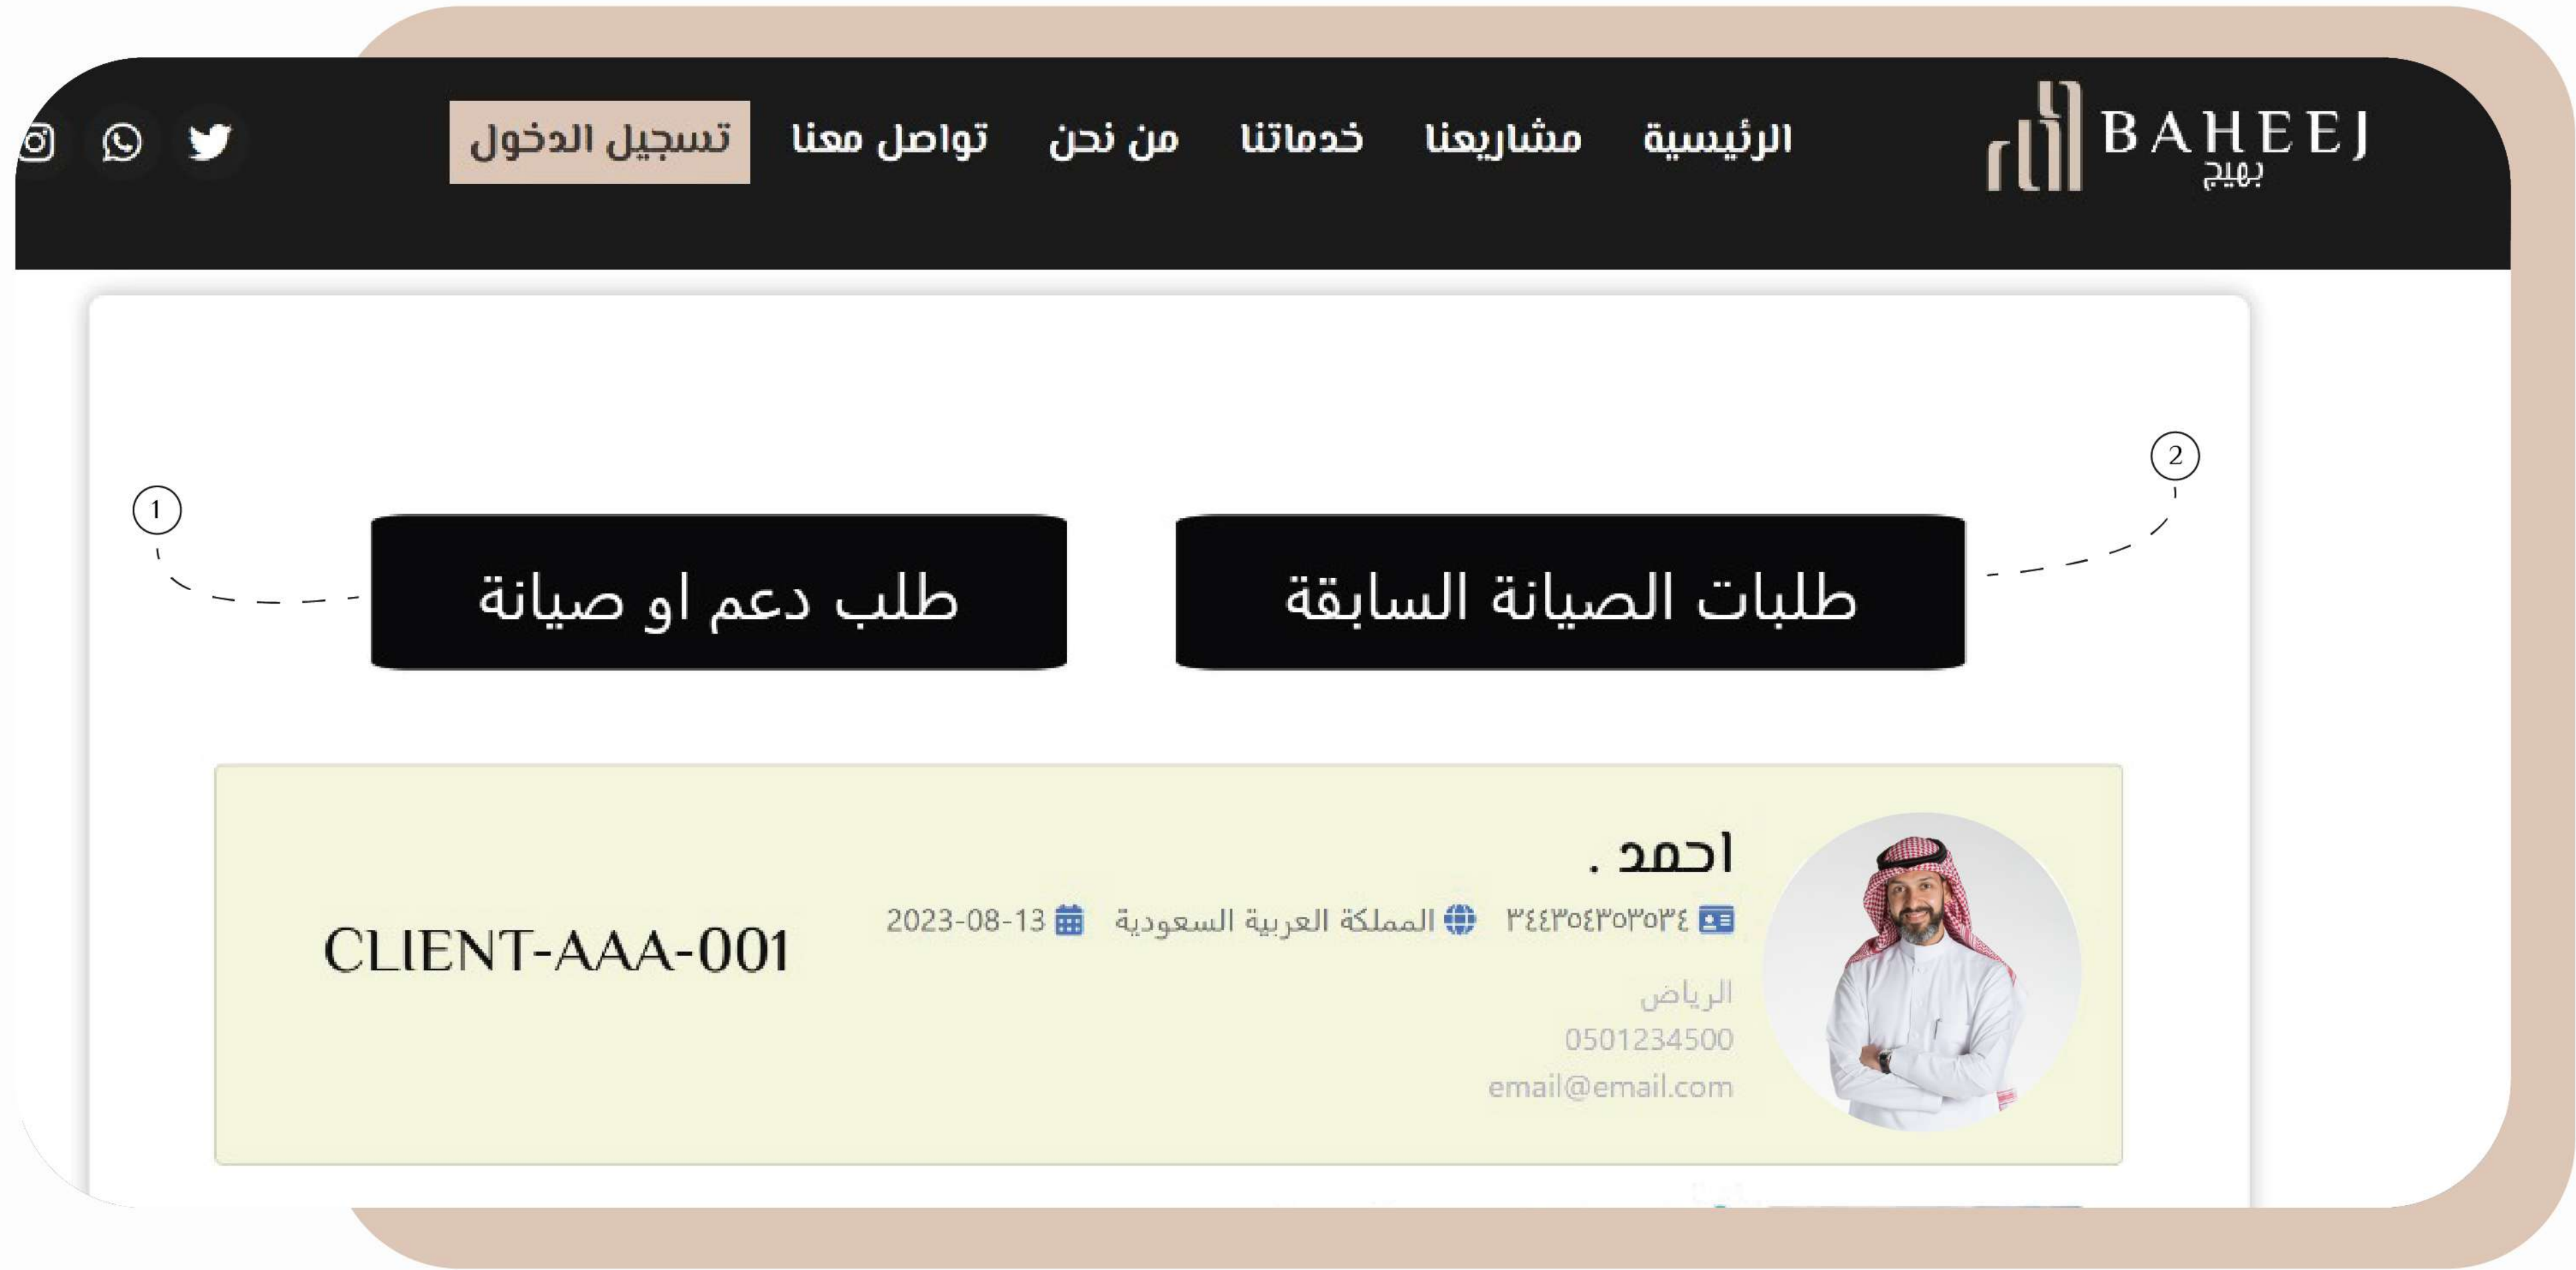 BAHEEJ
بهيج
الرئيسية
مشاريعنا
خدماتنا
من نحن
تواصل معنا
تسجيل الدخول
2
1
طلبات الصيانة السابقة
طلب دعم او صيانة
احمد .
٣٤٤٣٥٤٣٥٣٥٣٤ المملكة العربية السعودية 2023-08-13
CLIENT-AAA-001
الرياض
0501234500
email@email.com